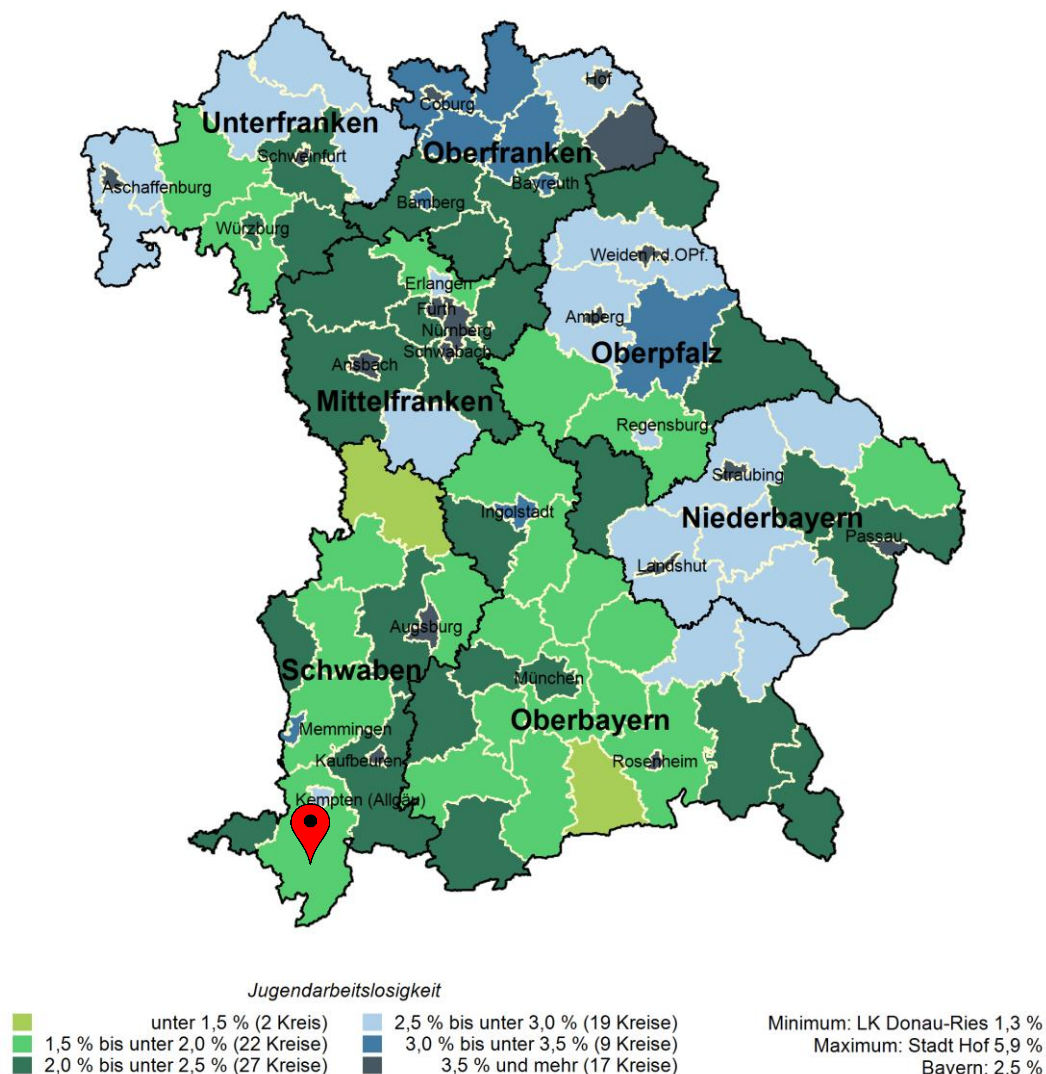 Hof
Coburg
Unterfranken
Oberfranken
Schweinfurt
Aschaffenburg
Bayreuth
Bamberg
Würzburg
Weiden i.d.OPf.
Erlangen
Fürth
Amberg
Nürnberg
Schwabach
Oberpfalz
Ansbach
Mittelfranken
Regensburg
Straubing
Ingolstadt
Niederbayern
Passau
Landshut
Augsburg
Schwaben
München
Oberbayern
Memmingen
Kaufbeuren
Rosenheim
Kempten (Allgäu)
Jugendarbeitslosigkeit
unter 1,5 % (2 Kreis)
1,5 % bis unter 2,0 % (22 Kreise)
2,0 % bis unter 2,5 % (27 Kreise)
2,5 % bis unter 3,0 % (19 Kreise)
3,0 % bis unter 3,5 % (9 Kreise)
3,5 % und mehr (17 Kreise)
Minimum: LK Donau-Ries 1,3 %
Maximum: Stadt Hof 5,9 %
Bayern: 2,5 %